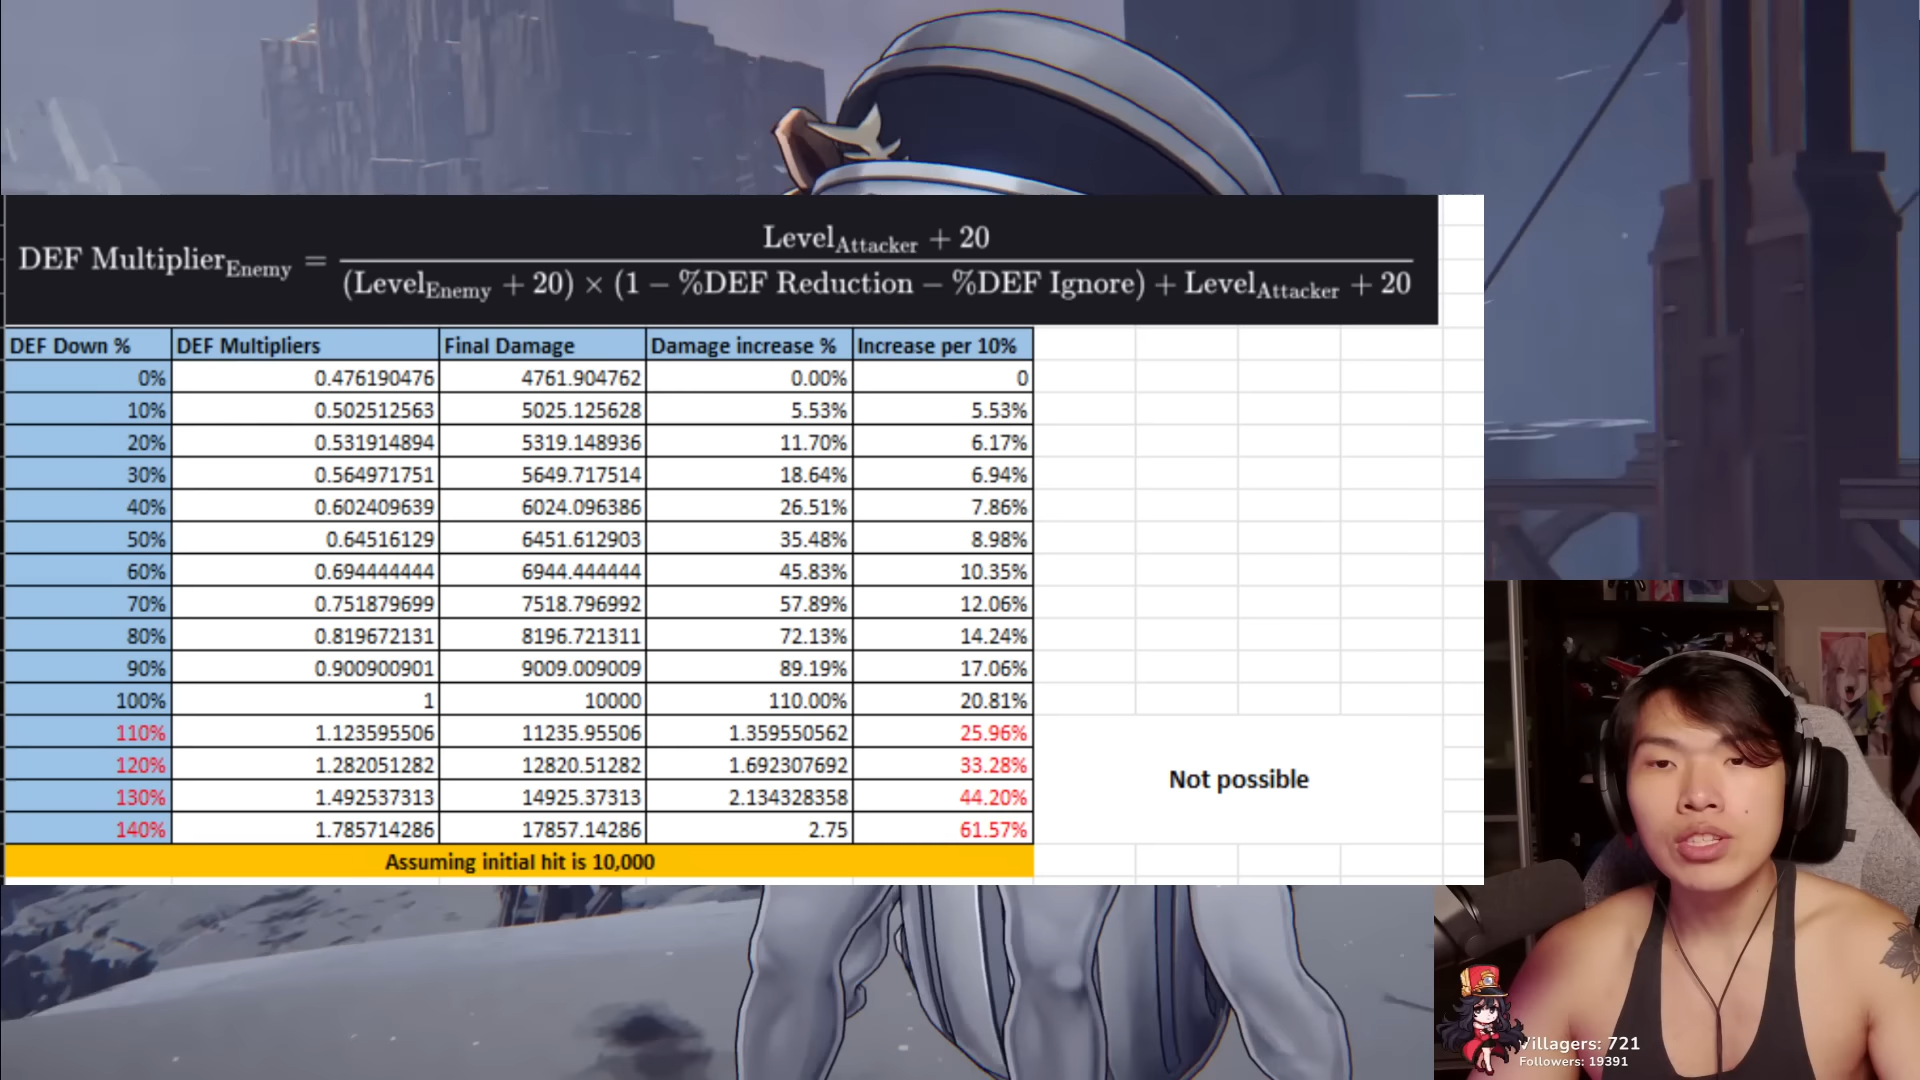 DEF Multiplier Enemy = Level Attacker + 20
(Level Enemy + 20) × (1 − %DEF Reduction − %DEF Ignore) + Level Attacker + 20
DEF Down % DEF Multipliers Final Damage Damage increase % Increase per 10%
0% 0.476190476 4761.904762 0.00% 0
10% 0.502512563 5025.125628 5.53% 5.53%
20% 0.531914894 5319.148936 11.70% 6.17%
30% 0.564971751 5649.717514 18.64% 6.94%
40% 0.602409639 6024.096386 26.51% 7.86%
50% 0.64516129 6451.612903 35.48% 8.98%
60% 0.694444444 6944.444444 45.83% 10.35%
70% 0.751879699 7518.796992 57.89% 12.06%
80% 0.819672131 8196.721311 72.13% 14.24%
90% 0.900900901 9009.009009 89.19% 17.06%
100% 1 10000 110.00% 20.81%
110% 1.123595506 11235.95506 1.359550562 25.96%
120% 1.282051282 12820.51282 1.692307692 33.28%
130% 1.492537313 14925.37313 2.134328358 44.20%
140% 1.785714286 17857.14286 2.75 61.57%
Not possible
Assuming initial hit is 10,000
Villagers: 721
Followers: 19391